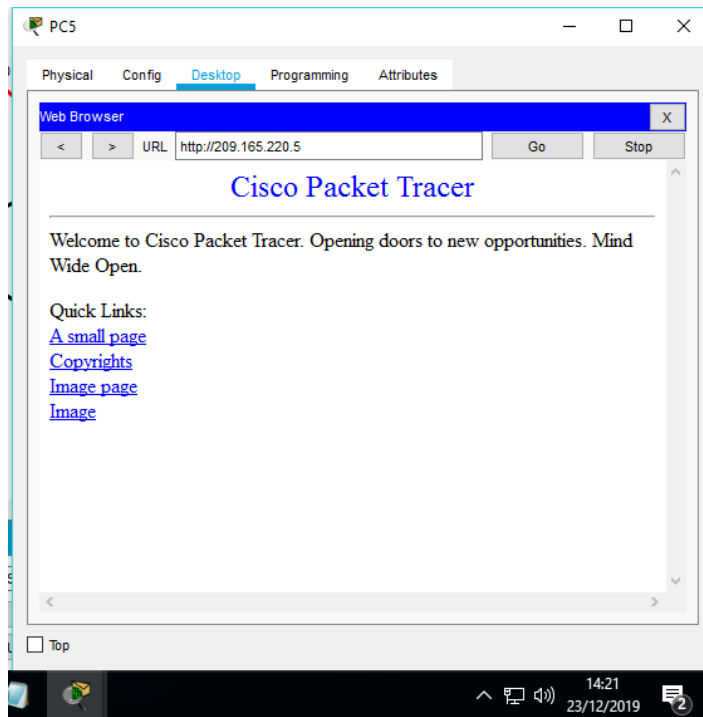 PC5
Physical Config Desktop Programming Attributes
Web Browser X
< > URL http://209.165.220.5 Go Stop
Cisco Packet Tracer
Welcome to Cisco Packet Tracer. Opening doors to new opportunities. Mind
Wide Open.
Quick Links:
A small page
Copyrights
Image page
Image
Top
14:21
23/12/2019
2